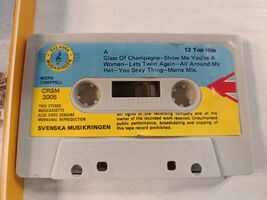 SVENSKA
MUSIKRINGEN
A
12 Top Hits
Glass Of Champagne—Show Me You're A
Woman—Lets Twist Again—All Around My
Hat—You Sexy Thing—Mama Mia.
MCPS:
CHAPPELL
CRSM
3005
THIS STEREO
MUSICASSETTE
ALSO GIVES GENUINE
MONAURAL REPRODUCTION
SVENSKA MUSIKRINGEN
All rights of the recording company and of the
owner of the recorded work reserved. Unauthorised
public performance, broadcasting and copying of
this tape record prohibited.